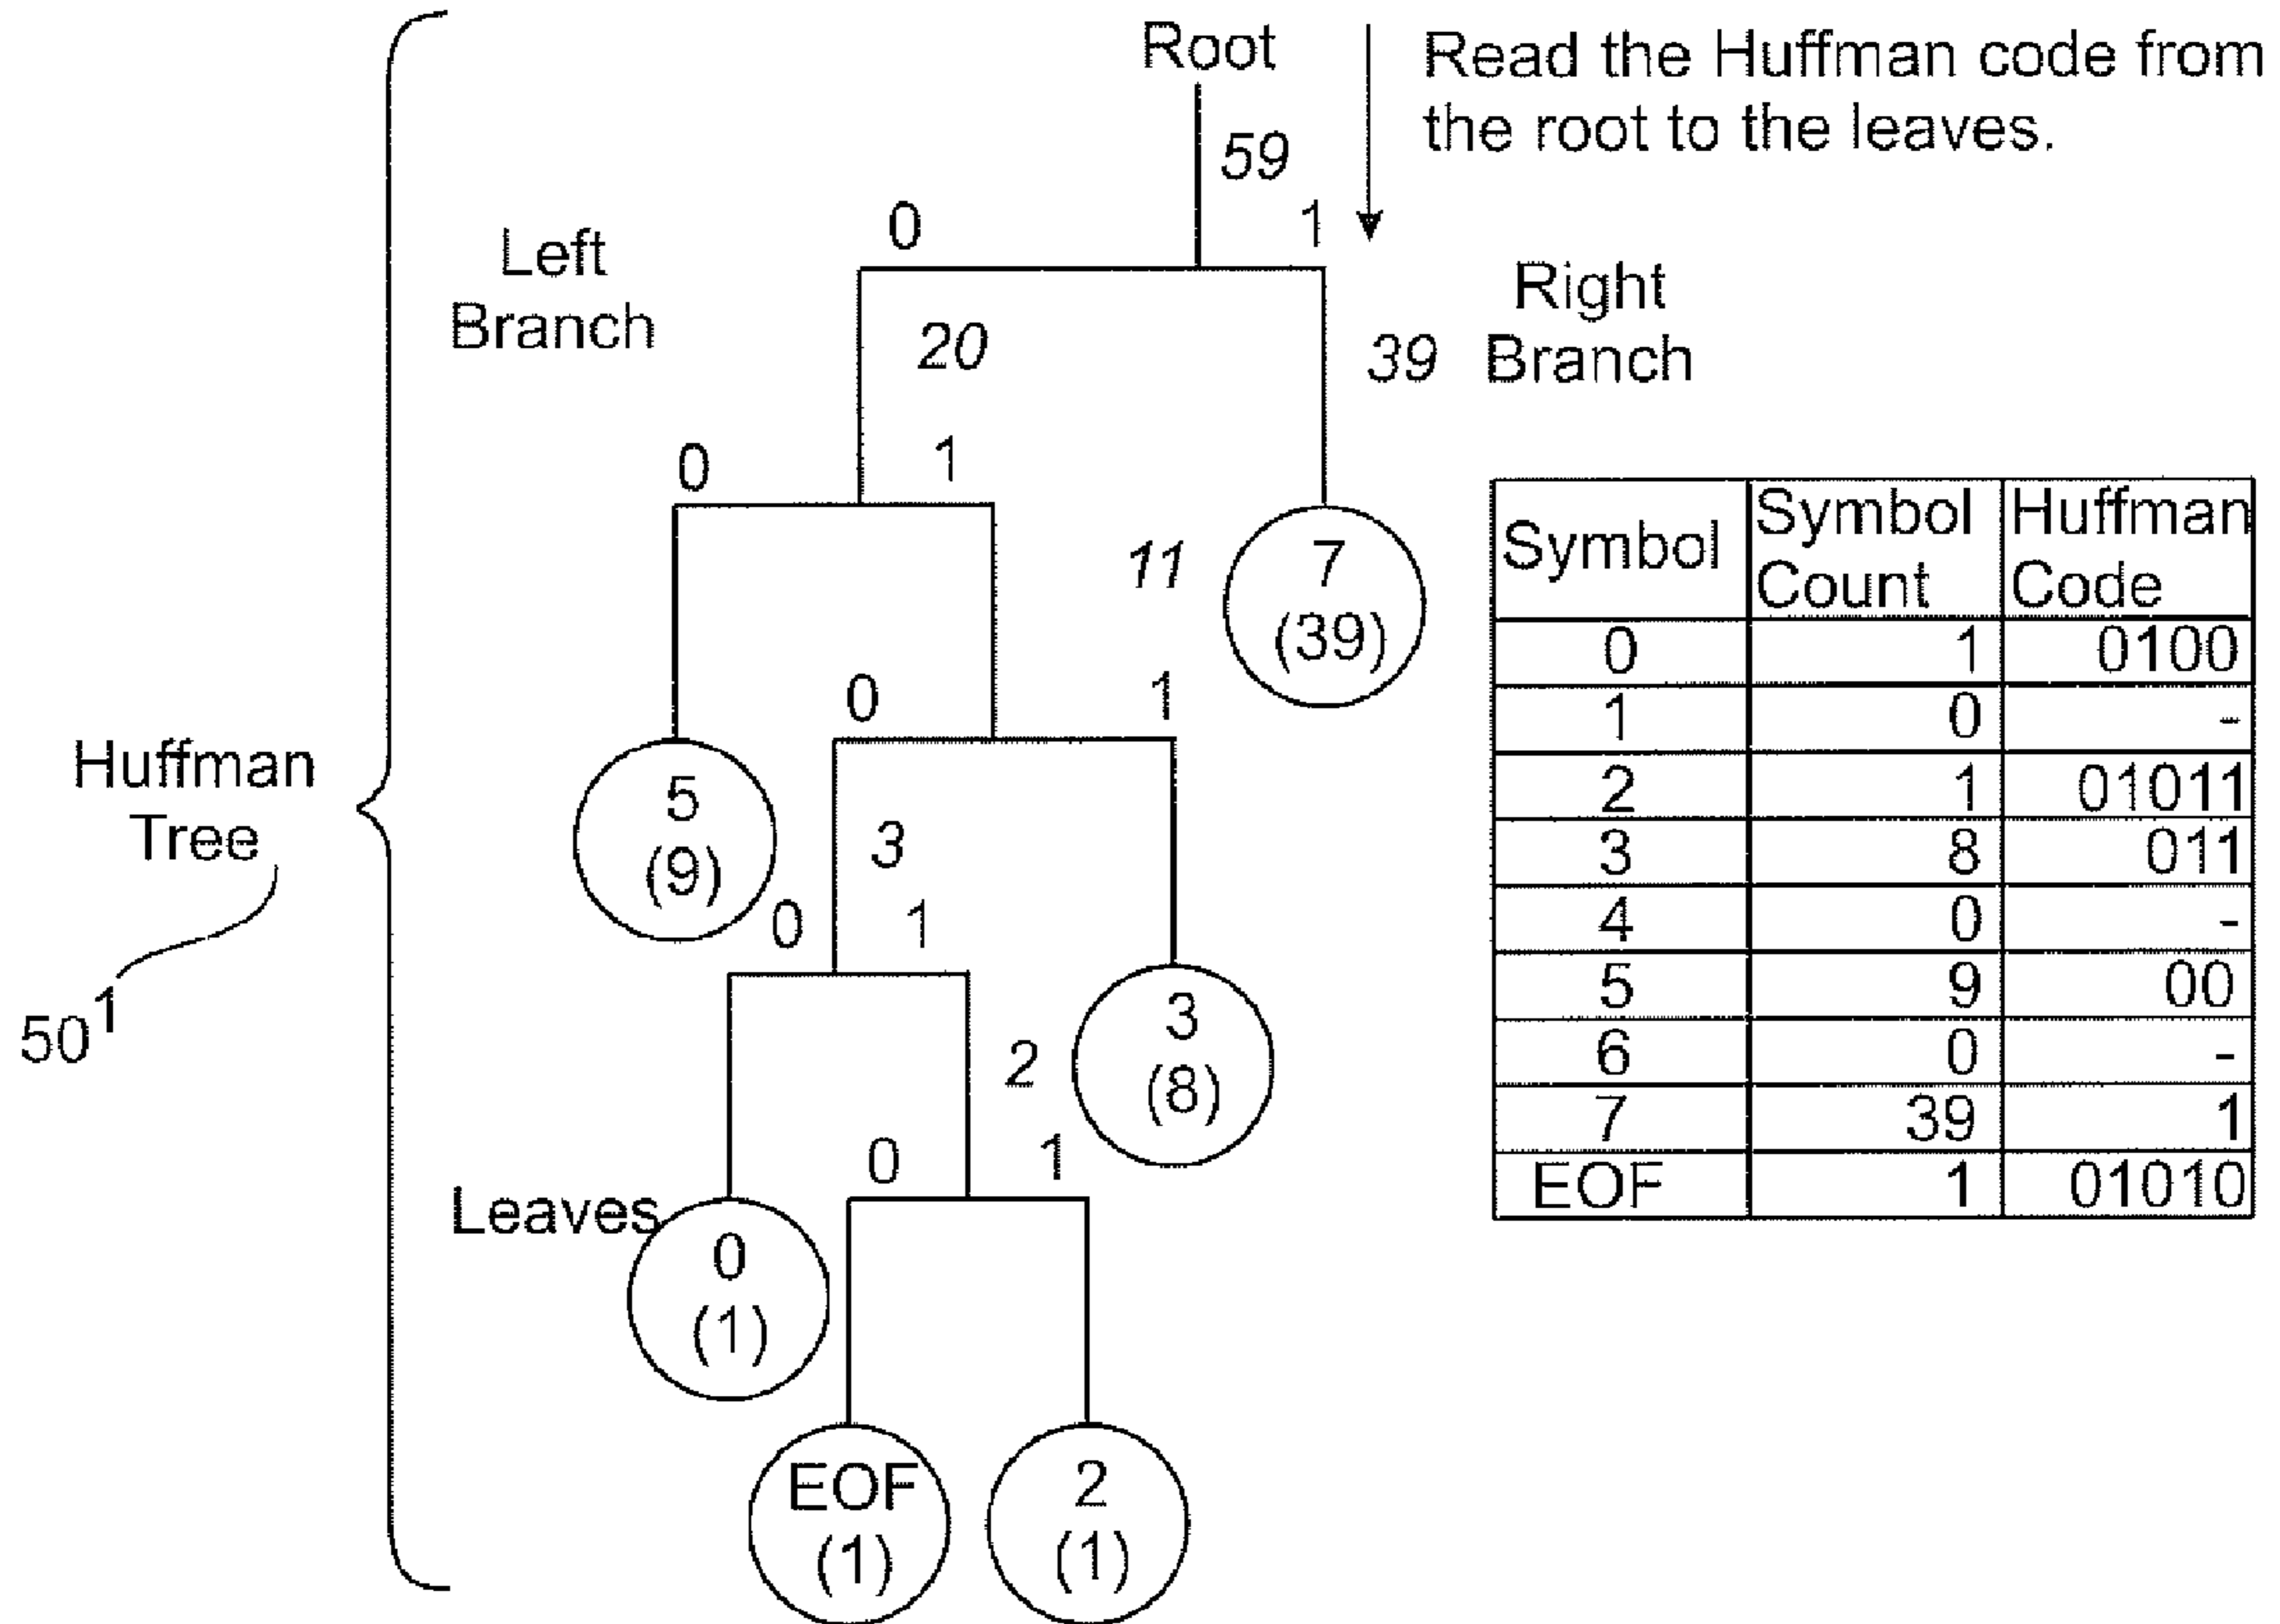 Root
Read the Huffman code from
the root to the leaves.
59
0
1
Left
Branch
Right
Branch
20
39
0
1
11
7
(39)
0
1
Huffman
Tree
5
(9)
3
0
1
50 1
3
(8)
2
0
1
Leaves
0
(1)
EOF
(1)
2
(1)
Symbol Symbol Count Huffman Code
0 1 0100
1 0 -
2 1 01011
3 8 011
4 0 -
5 9 00
6 0 -
7 39 1
EOF 1 01010